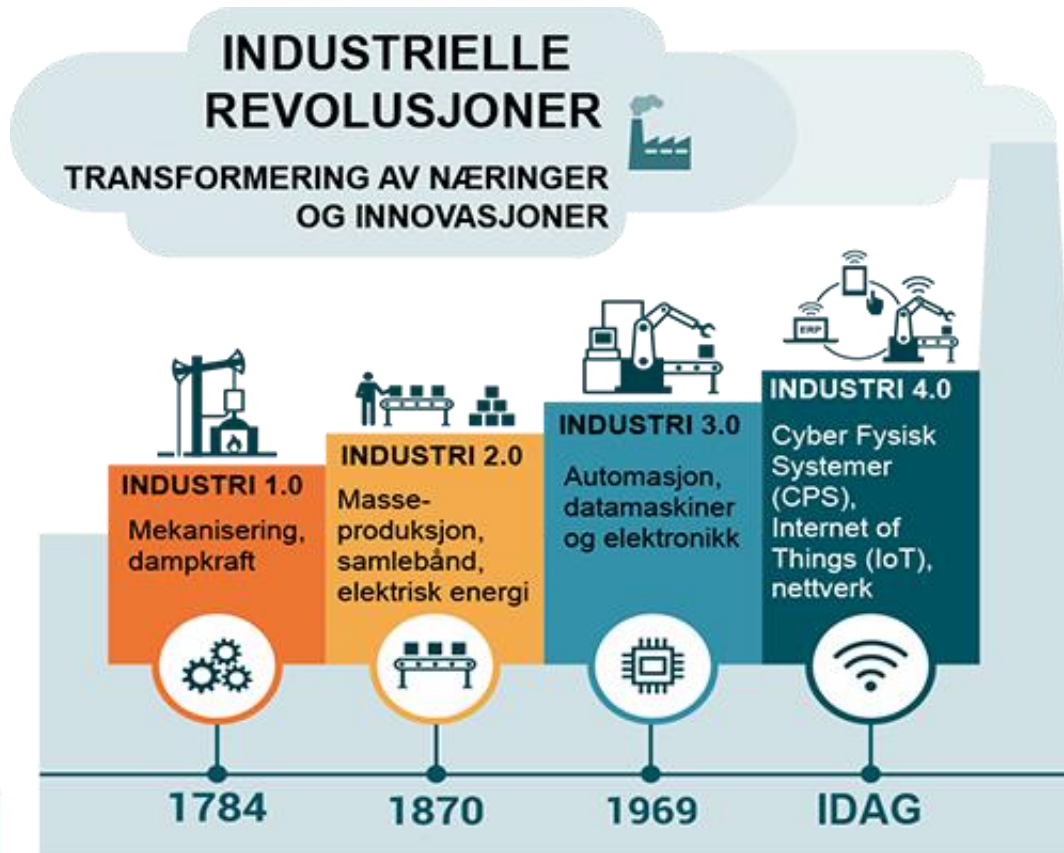 INDUSTRIELLE
REVOLUSJONER
TRANSFORMERING AV NÆRINGER
OG INNOVASJONER
INDUSTRI 1.0
Mekanisering,
dampkraft
INDUSTRI 2.0
Masse-
produksjon,
samlebånd,
elektrisk energi
INDUSTRI 3.0
Automasjon,
datamaskiner
og elektronikk
ERP
INDUSTRI 4.0
Cyber Fysisk
Systemer
(CPS),
Internet of
Things (IoT),
nettverk
1784
1870
1969
IDAG